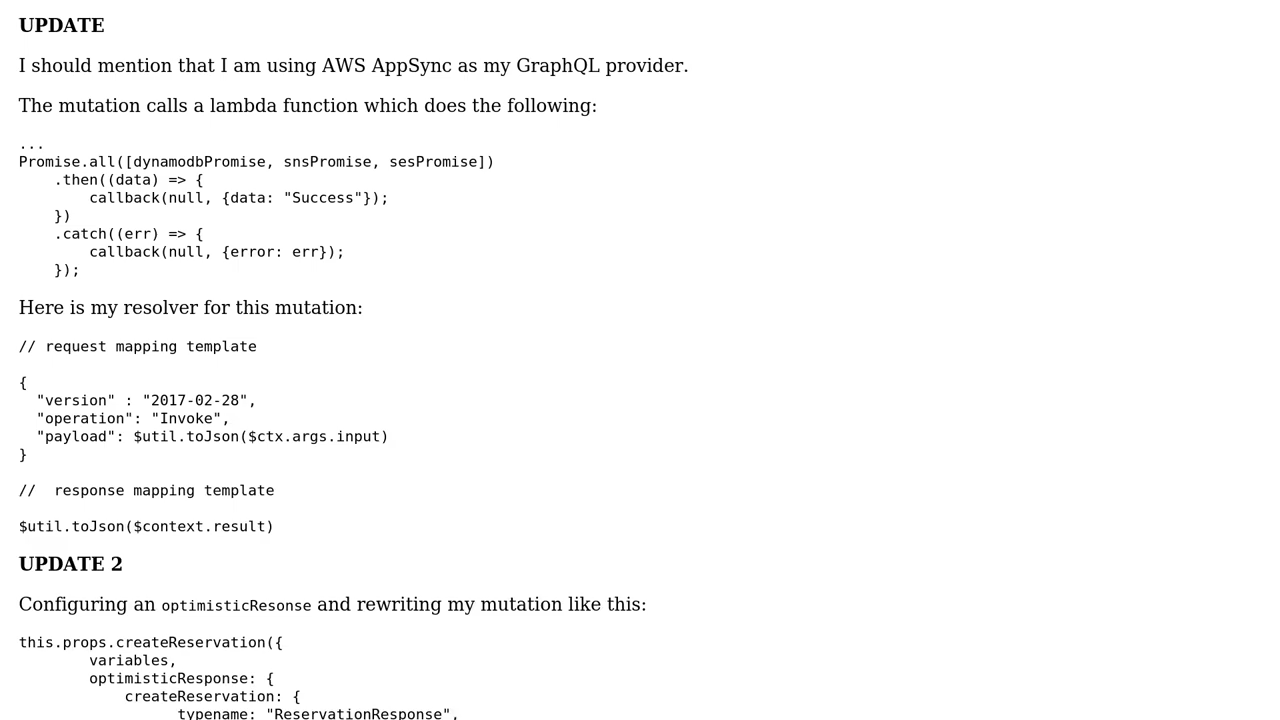 UPDATE
I should mention that I am using AWS AppSync as my GraphQL provider.
The mutation calls a lambda function which does the following:
...
Promise.all([dynamodbPromise, snsPromise, sesPromise])
    .then((data) => {
        callback(null, {data: "Success"});
    })
    .catch((err) => {
        callback(null, {error: err});
    });
Here is my resolver for this mutation:
// request mapping template
{
  "version" : "2017-02-28",
  "operation": "Invoke",
  "payload": $util.toJson($ctx.args.input)
}
//  response mapping template
$util.toJson($context.result)
UPDATE 2
Configuring an optimisticResonse and rewriting my mutation like this:
this.props.createReservation({
        variables,
        optimisticResponse: {
            createReservation: {
                  typename: "ReservationResponse",